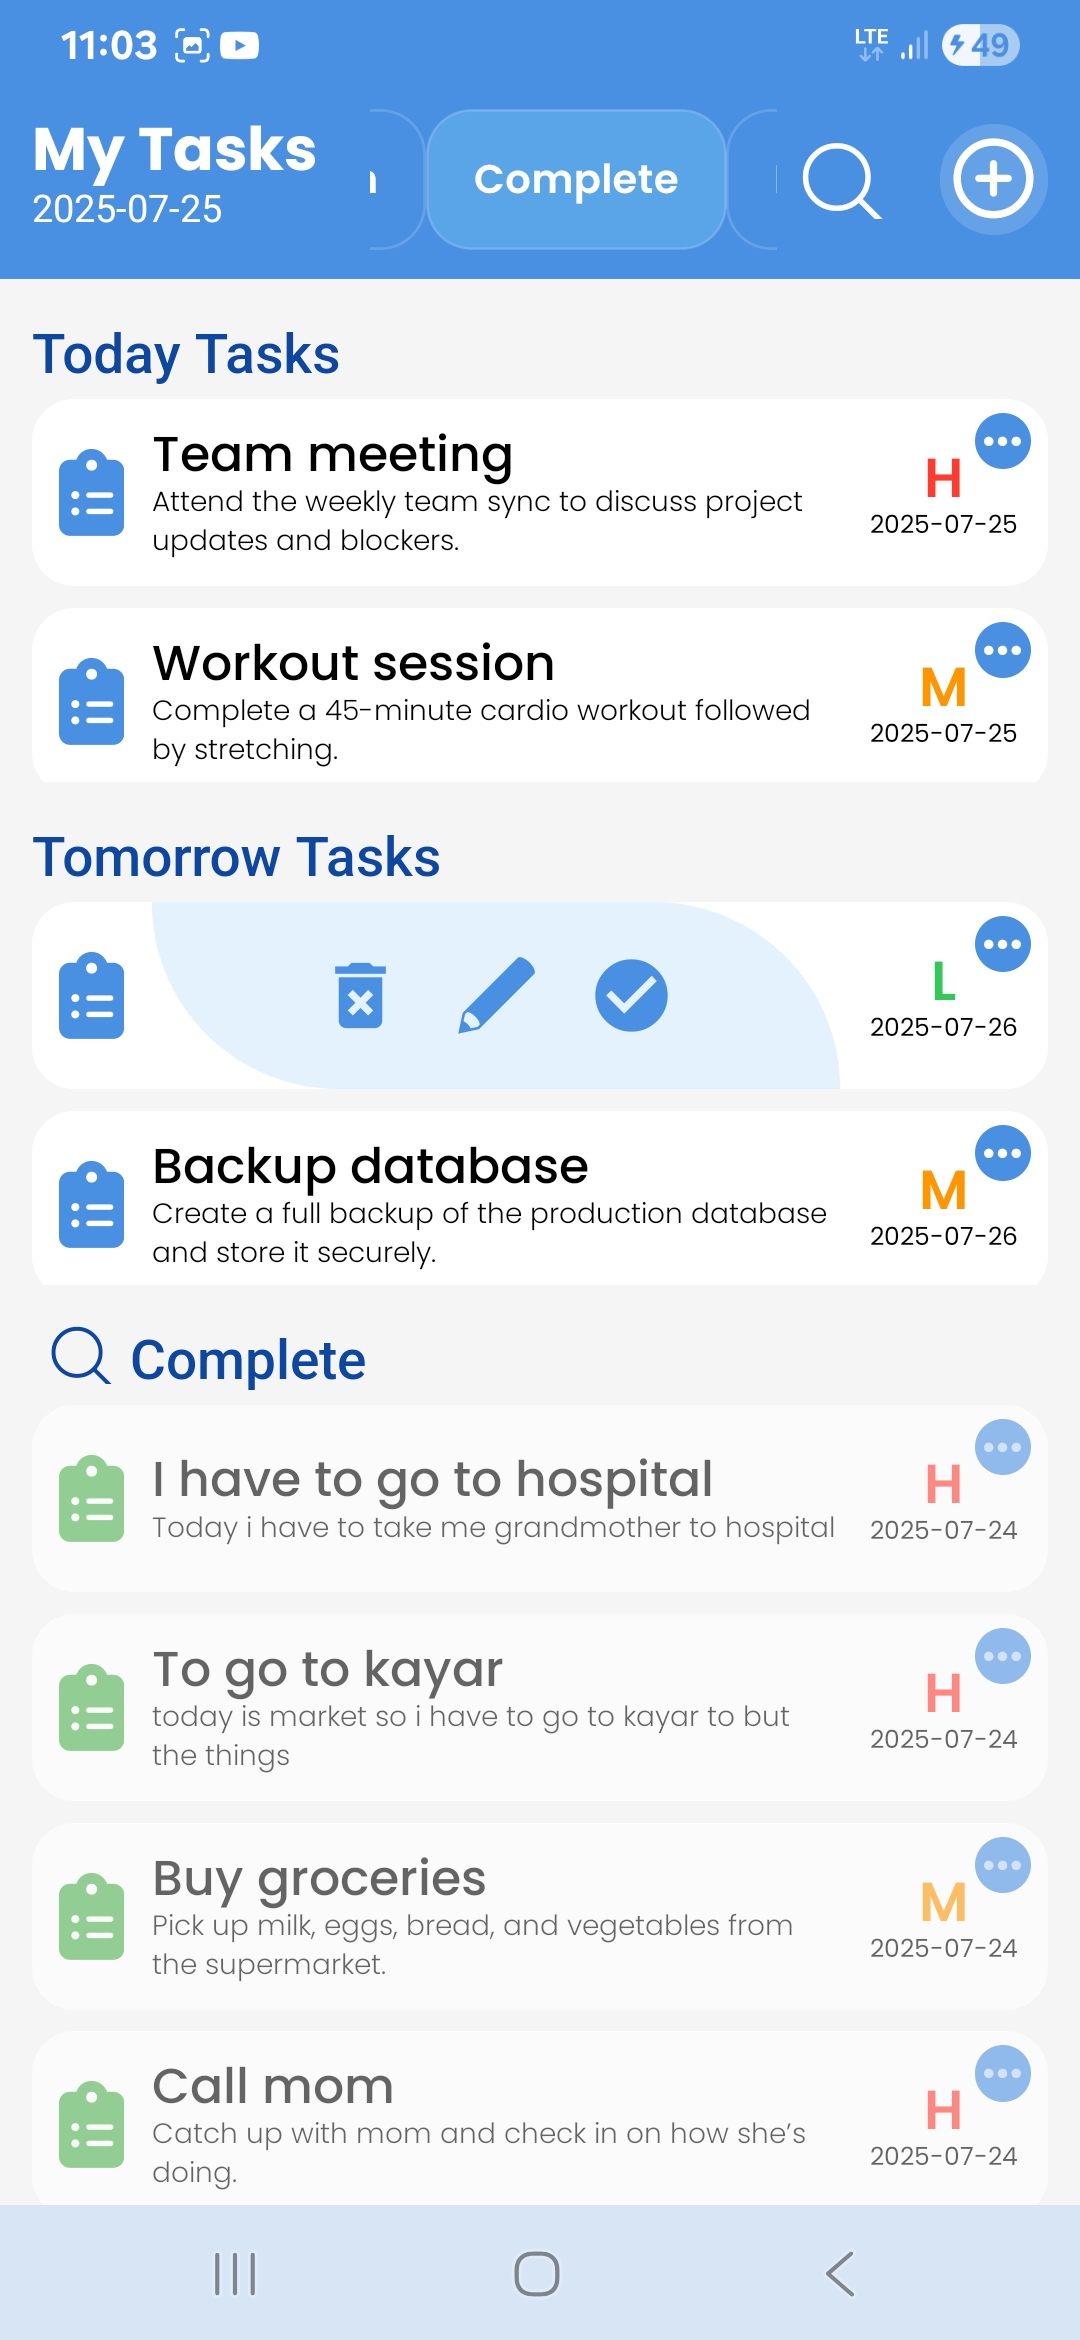 11:03
LTE
49
My Tasks
2025-07-25
Complete
Today Tasks
Team meeting
Attend the weekly team sync to discuss project
updates and blockers.
H
2025-07-25
Workout session
Complete a 45-minute cardio workout followed
by stretching.
M
2025-07-25
Tomorrow Tasks
L
2025-07-26
Backup database
Create a full backup of the production database
and store it securely.
M
2025-07-26
Complete
I have to go to hospital
Today i have to take me grandmother to hospital
H
2025-07-24
To go to kayar
today is market so i have to go to kayar to but
the things
H
2025-07-24
Buy groceries
Pick up milk, eggs, bread, and vegetables from
the supermarket.
M
2025-07-24
Call mom
Catch up with mom and check in on how she’s
doing.
H
2025-07-24